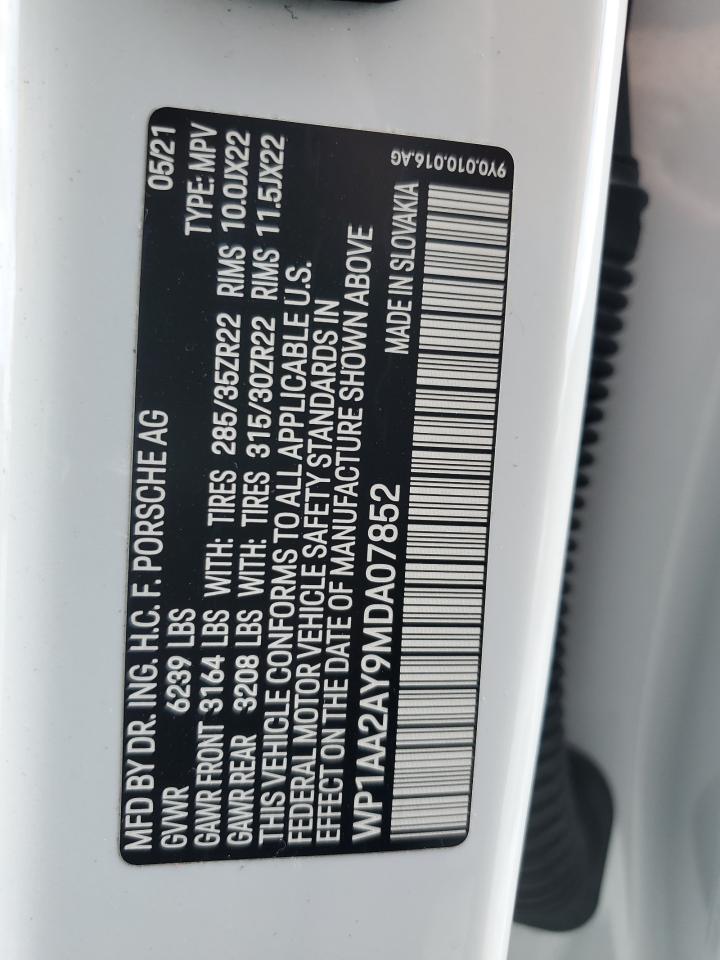 MFD BY DR. ING. H.C. F. PORSCHE AG 05/21
GVWR 6239 LBS TYPE: MPV
GAWR FRONT 3164 LBS WITH: TIRES 285/35ZR22 RIMS 10.0JX22
GAWR REAR 3208 LBS WITH: TIRES 315/30ZR22 RIMS 11.5JX22
THIS VEHICLE CONFORMS TO ALL APPLICABLE U.S.
FEDERAL MOTOR VEHICLE SAFETY STANDARDS IN
EFFECT ON THE DATE OF MANUFACTURE SHOWN ABOVE
WP1AA2AY9MDA07852
MADE IN SLOVAKIA
9Y0.010.016.AG